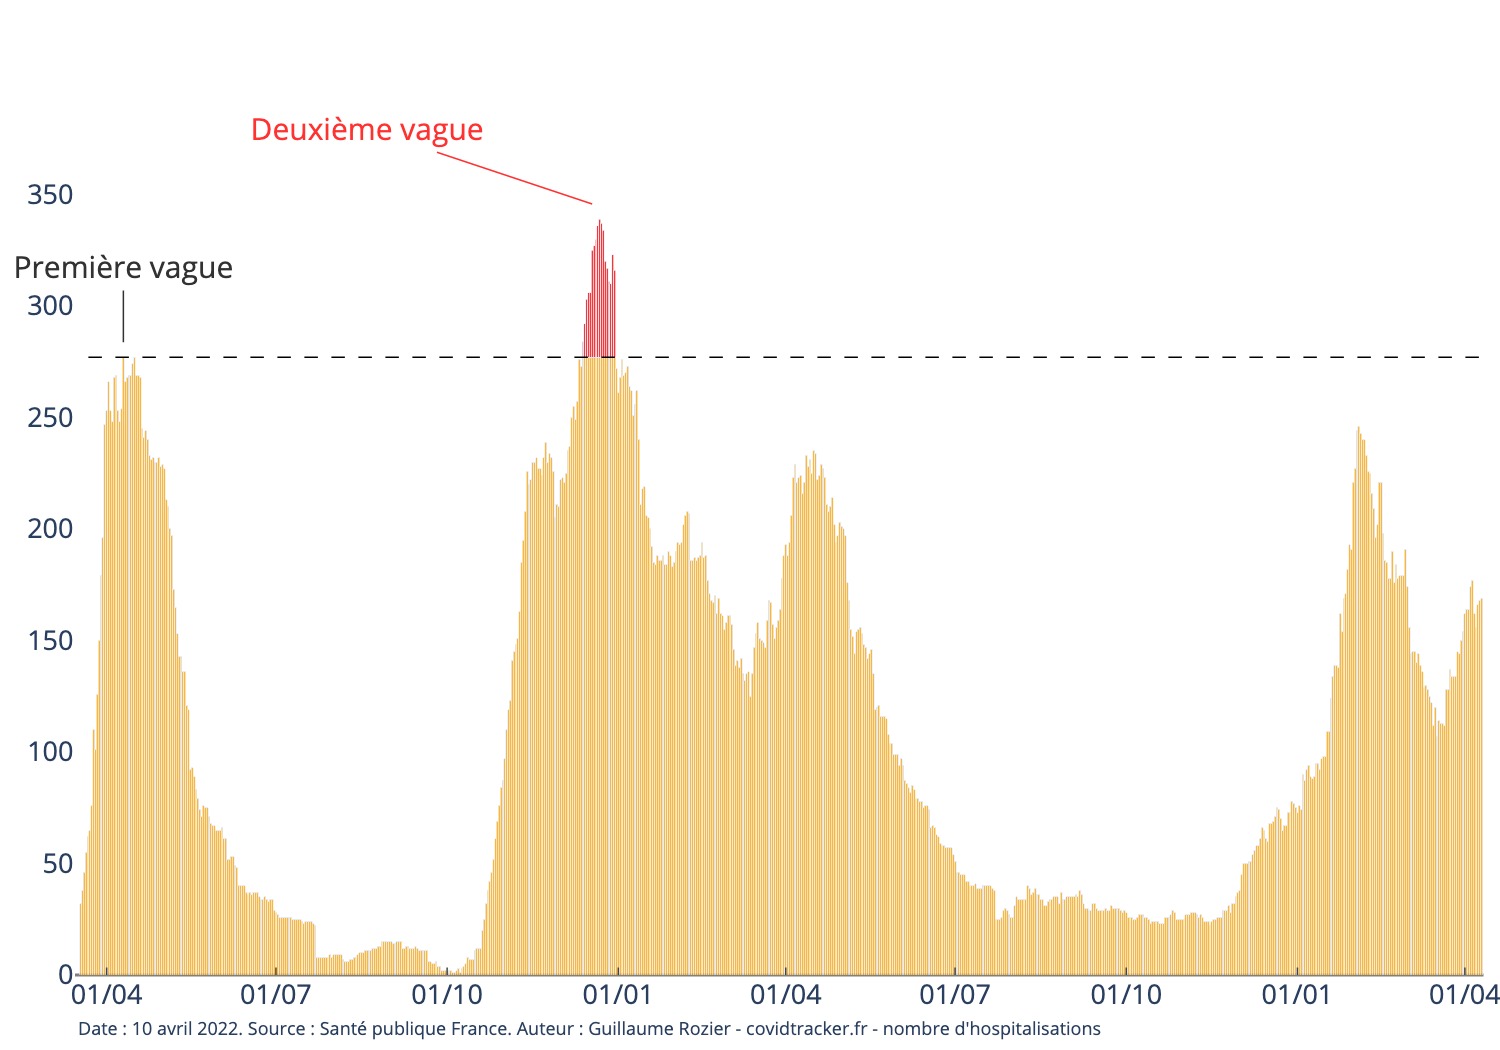 Deuxième vague
350
Première vague
300
250
200
150
100
50
0
01/04 01/07 01/10 01/01 01/04 01/07 01/10 01/01 01/04
Date : 10 avril 2022. Source : Santé publique France. Auteur : Guillaume Rozier - covidtracker.fr - nombre d'hospitalisations